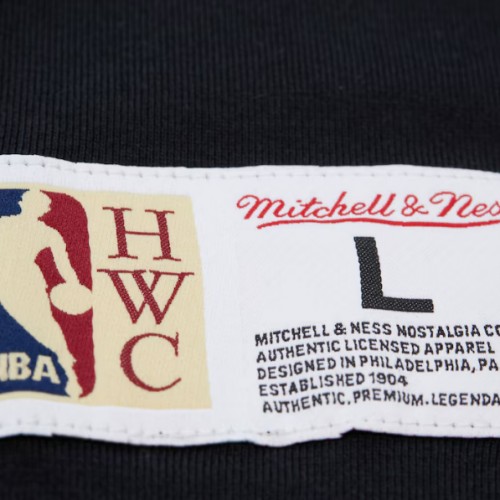 NBA
H
W
C
Mitchell & Nes
L
MITCHELL & NESS NOSTALGIA CO
AUTHENTIC LICENSED APPAREL
DESIGNED IN PHILADELPHIA, PA
ESTABLISHED 1904
AUTHENTIC.PREMIUM.LEGENDA